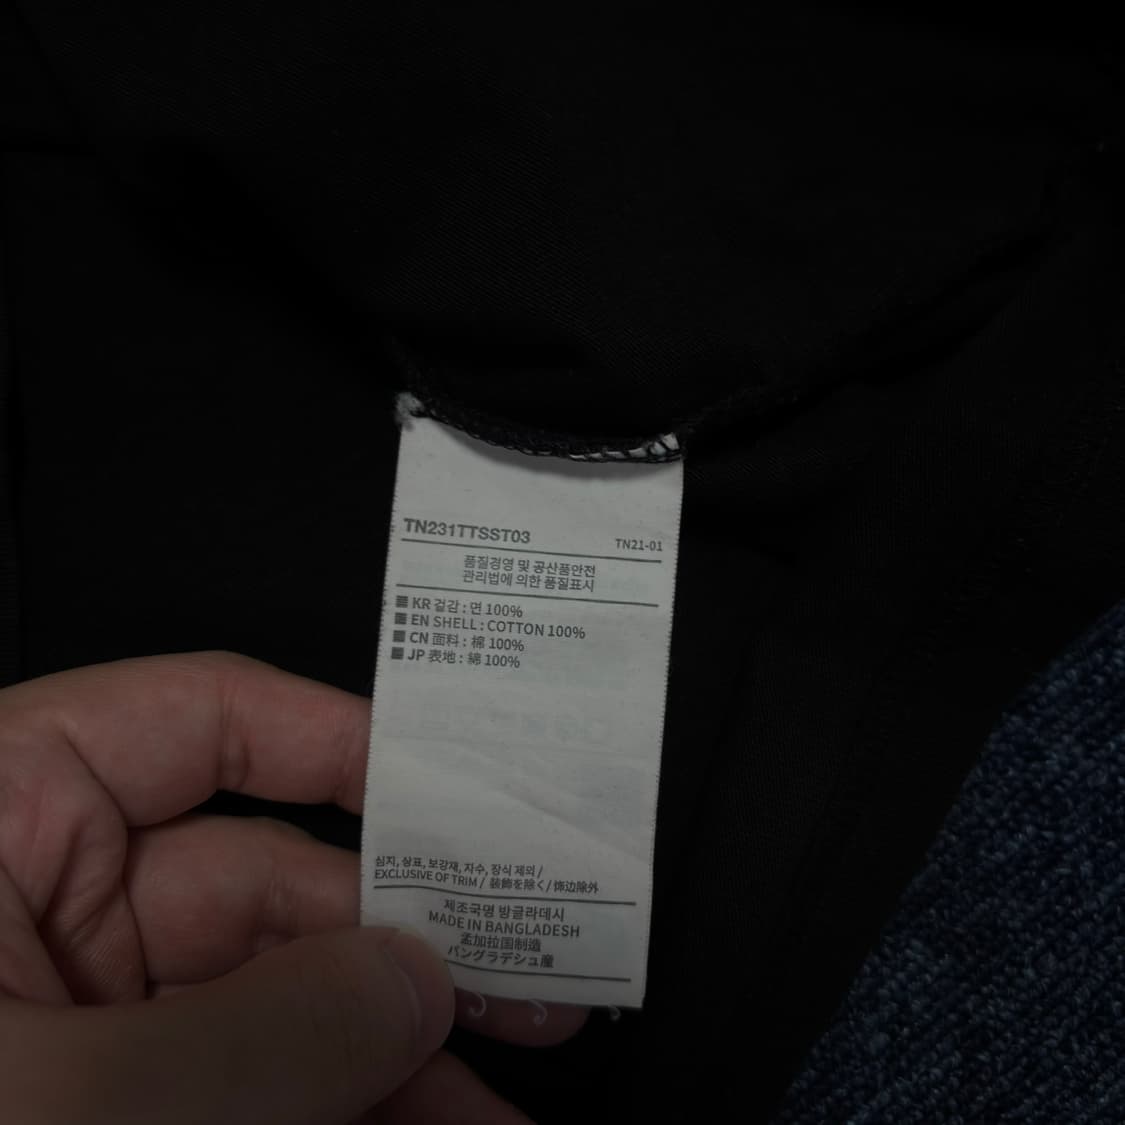 TN231TTSST03
TN21-01
품질경영 및 공산품안전
관리법에 의한 품질표시
KR 겉감 : 면 100%
EN SHELL : COTTON 100%
CN 面料 : 棉 100%
JP 表地 : 綿 100%
심지, 상표, 보강재, 자수, 장식 제외 /
EXCLUSIVE OF TRIM / 装飾を除く / 饰边除外
제조국명 방글라데시
MADE IN BANGLADESH
孟加拉国制造
バングラデシュ産